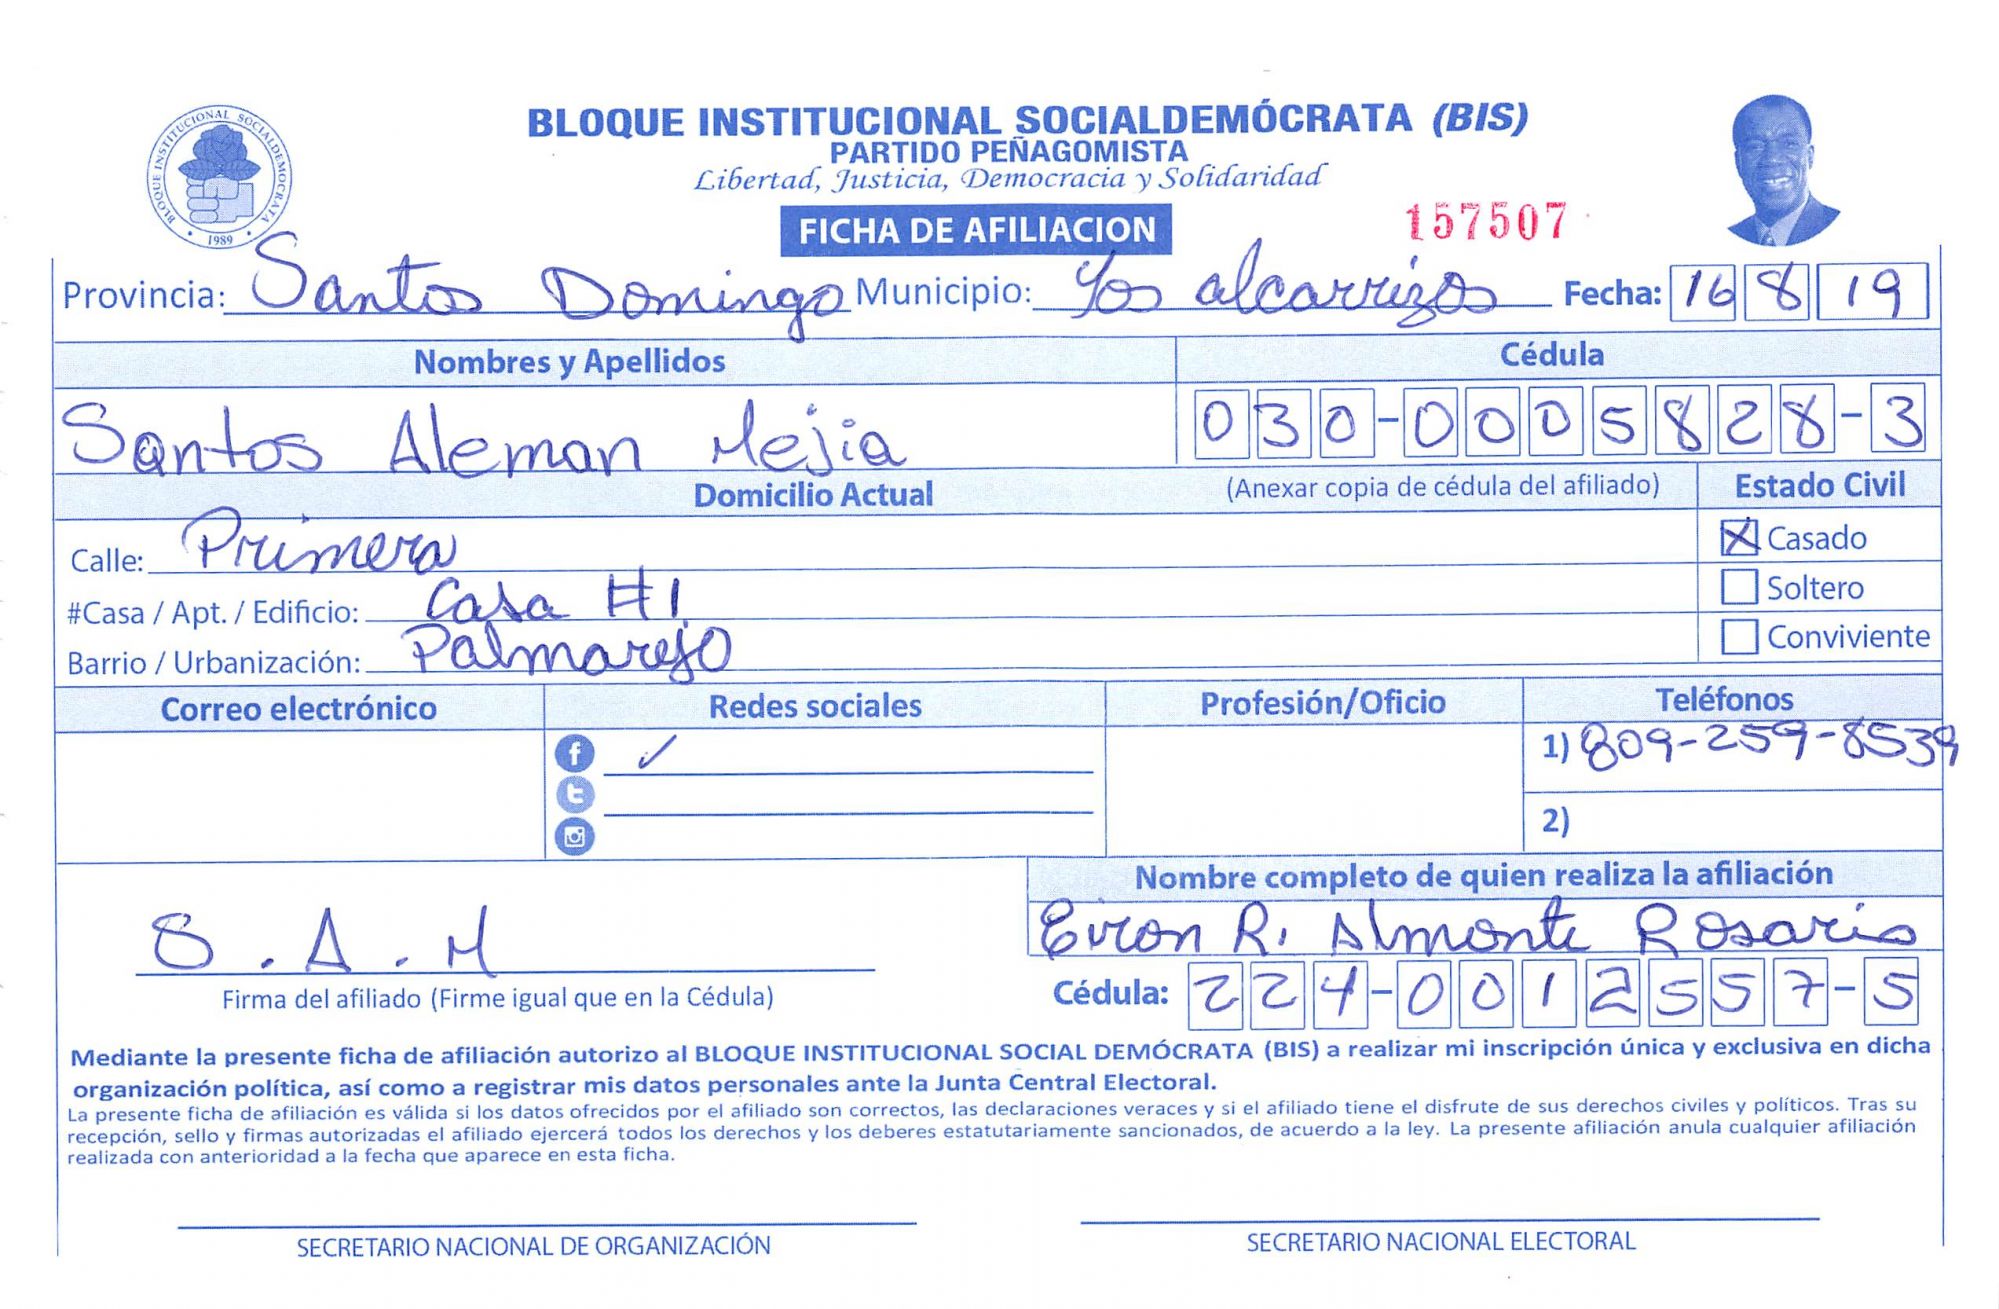 BLOQUE INSTITUCIONAL SOCIALDEMÓCRATA (BIS)
PARTIDO PEÑAGOMISTA
Libertad, Justicia, Democracia y Solidaridad
BLOQUE INSTITUCIONAL SOCIALDEMOCRATA
1989
FICHA DE AFILIACION
157507
Provincia: Santos Domingo Municipio: Los alcarrizos Fecha: 16 8 19
Nombres y Apellidos Cédula
Santos Aleman Mejia 030-0005828-3
Domicilio Actual (Anexar copia de cédula del afiliado) Estado Civil
Calle: Primera
X Casado
#Casa / Apt. / Edificio: Casa #1
Soltero
Barrio / Urbanización: Palmarejo
Conviviente
Correo electrónico Redes sociales Profesión/Oficio Teléfonos
1) 809-259-8539
2)
Nombre completo de quien realiza la afiliación
R. Almonte Rosario
S. A. M
Firma del afiliado (Firme igual que en la Cédula)
Cédula: 224-0012557-5
Mediante la presente ficha de afiliación autorizo al BLOQUE INSTITUCIONAL SOCIAL DEMÓCRATA (BIS) a realizar mi inscripción única y exclusiva en dicha
organización política, así como a registrar mis datos personales ante la Junta Central Electoral.
La presente ficha de afiliación es válida si los datos ofrecidos por el afiliado son correctos, las declaraciones veraces y si el afiliado tiene el disfrute de sus derechos civiles y políticos. Tras su
recepción, sello y firmas autorizadas el afiliado ejercerá todos los derechos y los deberes estatutariamente sancionados, de acuerdo a la ley. La presente afiliación anula cualquier afiliación
realizada con anterioridad a la fecha que aparece en esta ficha.
SECRETARIO NACIONAL DE ORGANIZACIÓN
SECRETARIO NACIONAL ELECTORAL